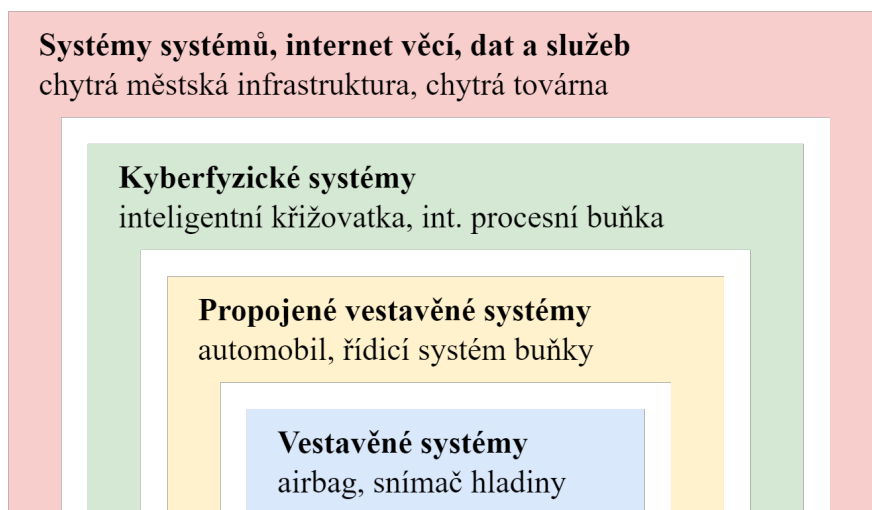 Systémy systémů, internet věcí, dat a služeb
chytrá městská infrastruktura, chytrá továrna
Kyberfyzické systémy
inteligentní křižovatka, int. procesní buňka
Propojené vestavěné systémy
automobil, řídicí systém buňky
Vestavěné systémy
airbag, snímač hladiny